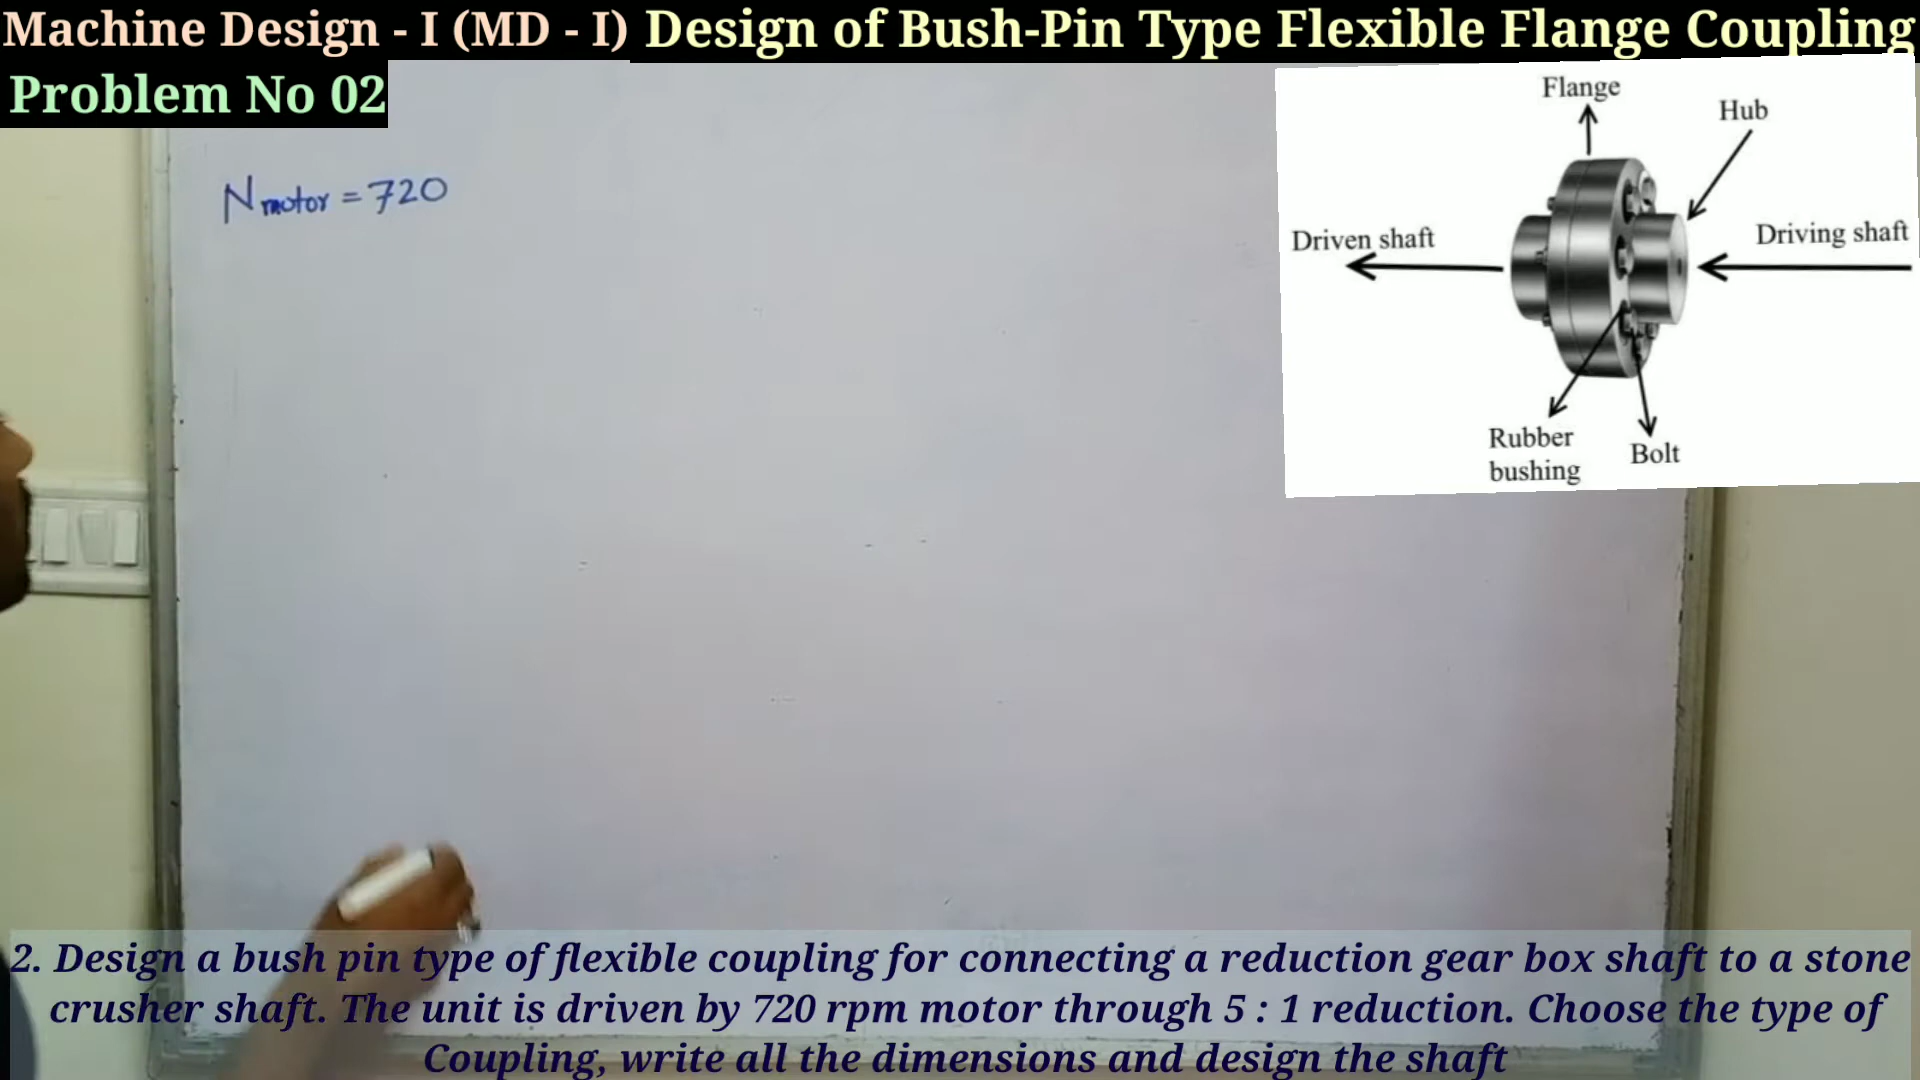 Machine Design - I (MD - I) Design of Bush-Pin Type Flexible Flange Coupling
Problem No 02
Flange
Hub
Driven shaft
Driving shaft
Rubber
bushing
Bolt
Nmotor = 720
2. Design a bush pin type of flexible coupling for connecting a reduction gear box shaft to a stone
crusher shaft. The unit is driven by 720 rpm motor through 5 : 1 reduction. Choose the type of
Coupling, write all the dimensions and design the shaft